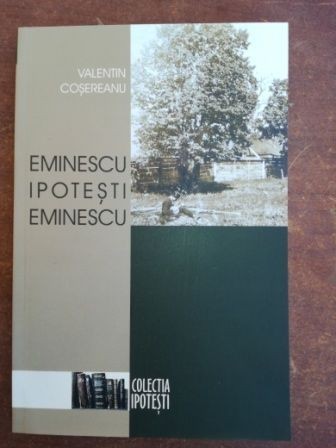 VALENTIN
COȘEREANU
EMINESCU
IPOTEȘTI
EMINESCU
COLECȚIA
IPOTEȘTI